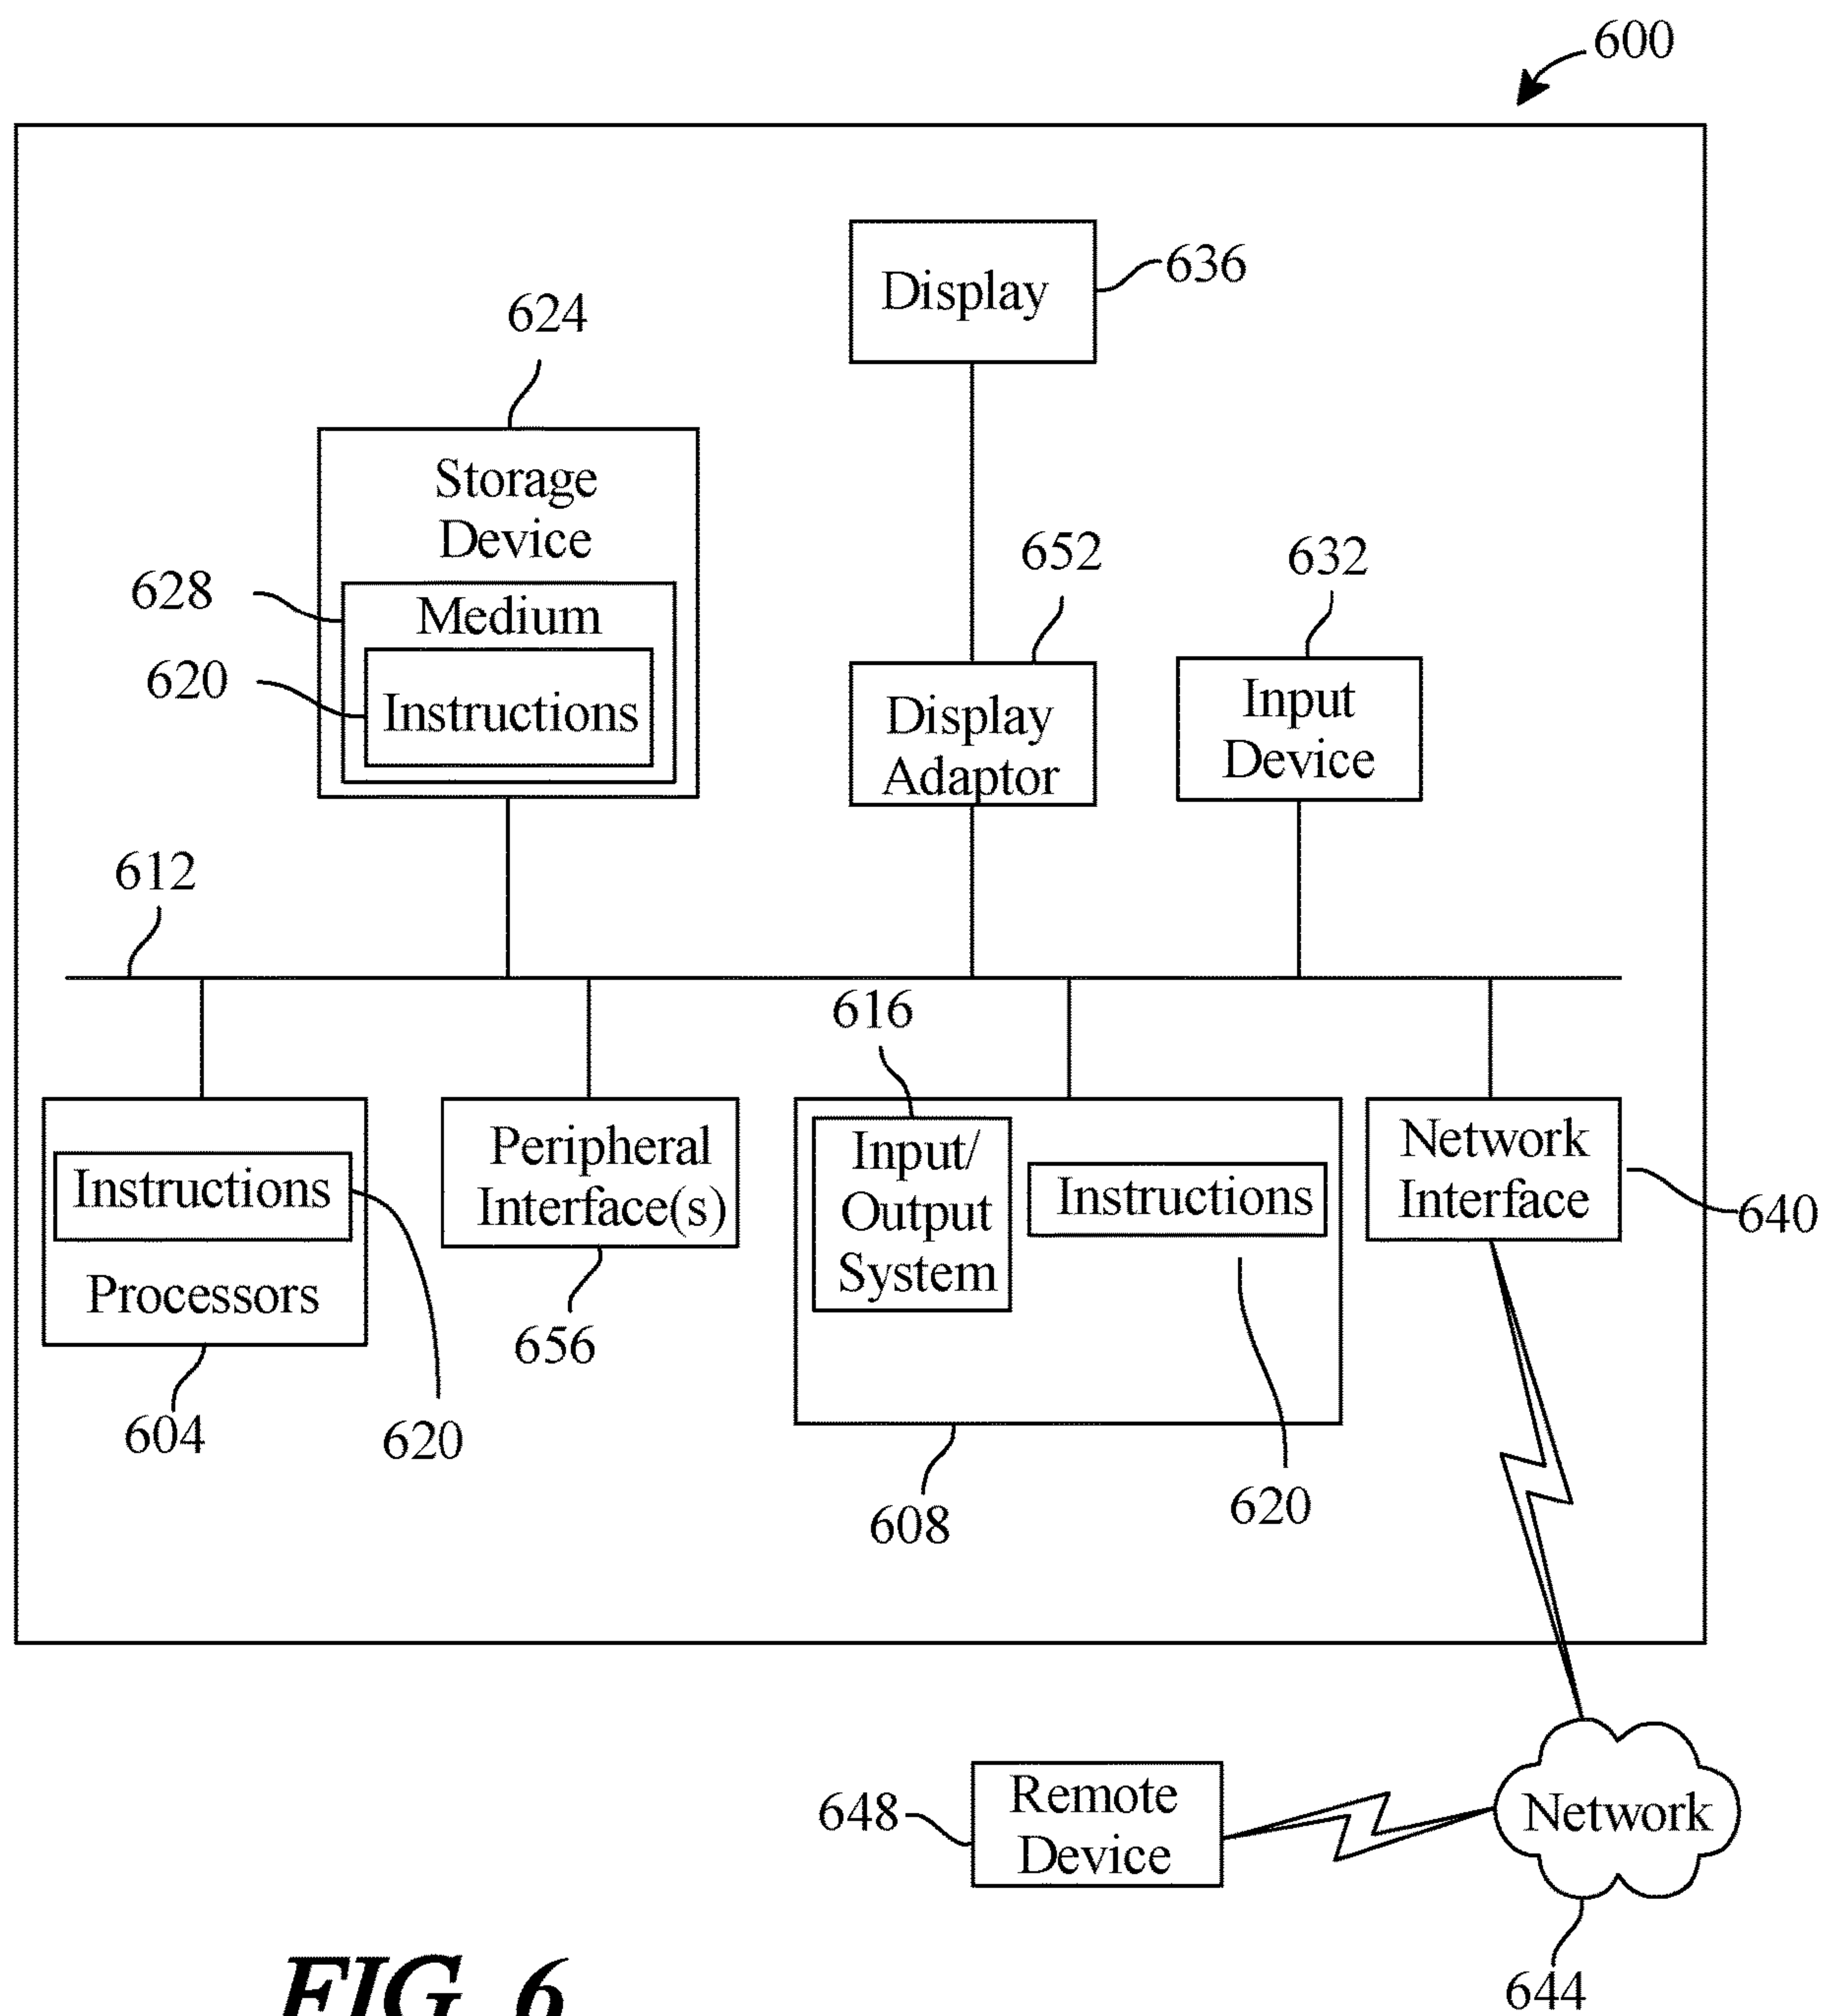 600
Display
636
624
Storage
Device
628
Medium
620
Instructions
652
Display
Adaptor
632
Input
Device
612
616
Instructions
Processors
604
620
Peripheral
Interface(s)
656
Input/
Output
System
Instructions
608
620
Network
Interface
640
648
Remote
Device
Network
644
FIG. 6